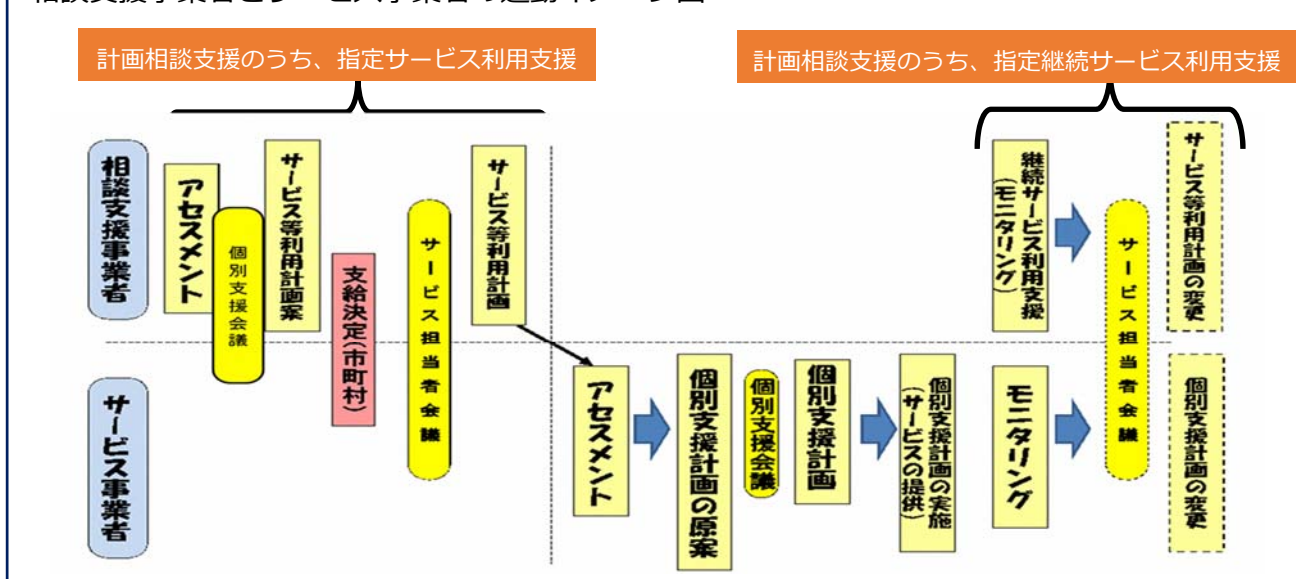 計画相談支援のうち、指定サービス利用支援
計画相談支援のうち、指定継続サービス利用支援
相談支援事業者
アセスメント
個別支援会議
サービス等利用計画案
支給決定(市町村)
サービス担当者会議
サービス等利用計画
継続サービス利用支援
(モニタリング)
サービス担当者会議
サービス等利用計画の変更
サービス事業者
アセスメント
個別支援計画の原案
個別支援会議
個別支援計画
個別支援計画の実施
(サービスの提供)
モニタリング
個別支援計画の変更